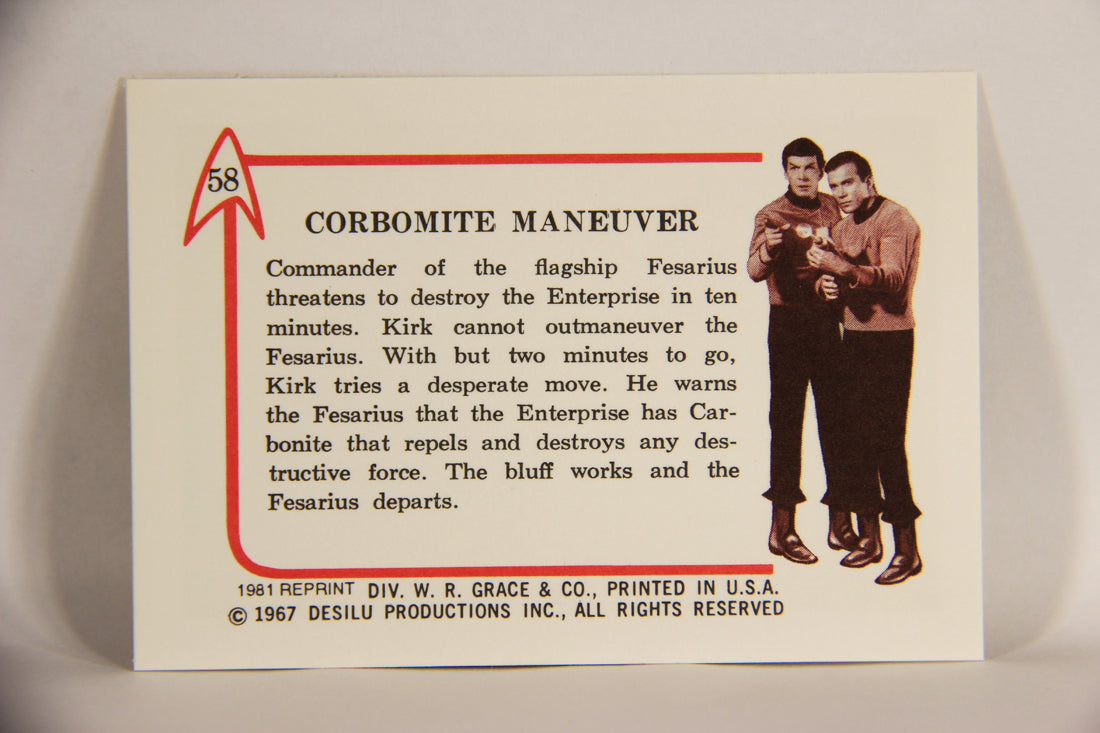 58
CORBOMITE MANEUVER
Commander of the flagship Fesarius
threatens to destroy the Enterprise in ten
minutes. Kirk cannot outmaneuver the
Fesarius. With but two minutes to go,
Kirk tries a desperate move. He warns
the Fesarius that the Enterprise has Car-
bonite that repels and destroys any des-
tructive force. The bluff works and the
Fesarius departs.
1981 REPRINT DIV. W. R. GRACE & CO., PRINTED IN U.S.A.
© 1967 DESILU PRODUCTIONS INC., ALL RIGHTS RESERVED